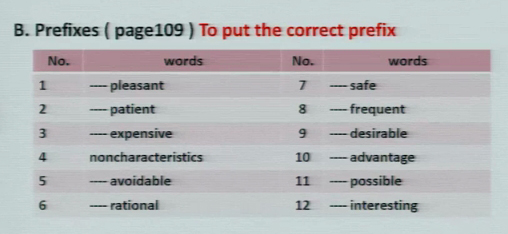 B. Prefixes ( page109 ) To put the correct prefix
No. words No. words
1 ---- pleasant 7 ---- safe
2 ---- patient 8 ---- frequent
3 ---- expensive 9 ---- desirable
4 noncharacteristics 10 ---- advantage
5 ---- avoidable 11 ---- possible
6 ---- rational 12 ---- interesting